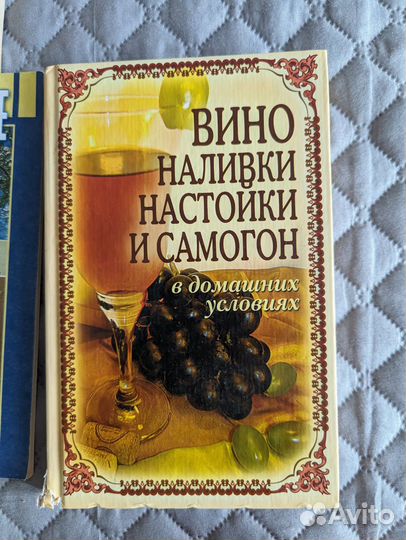 ВИНО
НАЛИВКИ
НАСТОЙКИ
И САМОГОН
в домашних
условиях
Avito